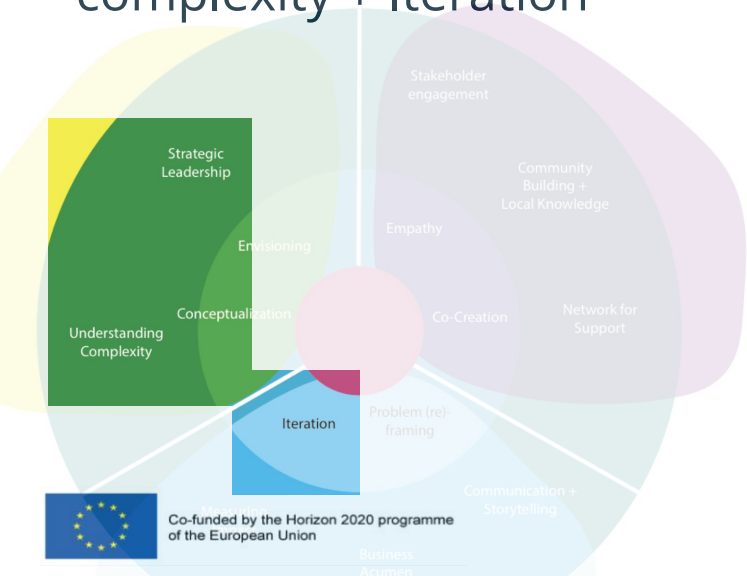 complexity + iteration
Stakeholder
engagement
Strategic
Leadership
Community
Building +
Local Knowledge
Empathy
Envisioning
Conceptualization
Co-Creation
Network for
Support
Understanding
Complexity
Iteration
Problem (re)-
framing
Communication +
Storytelling
Measuring
Co-funded by the Horizon 2020 programme
of the European Union
Business
Acumen